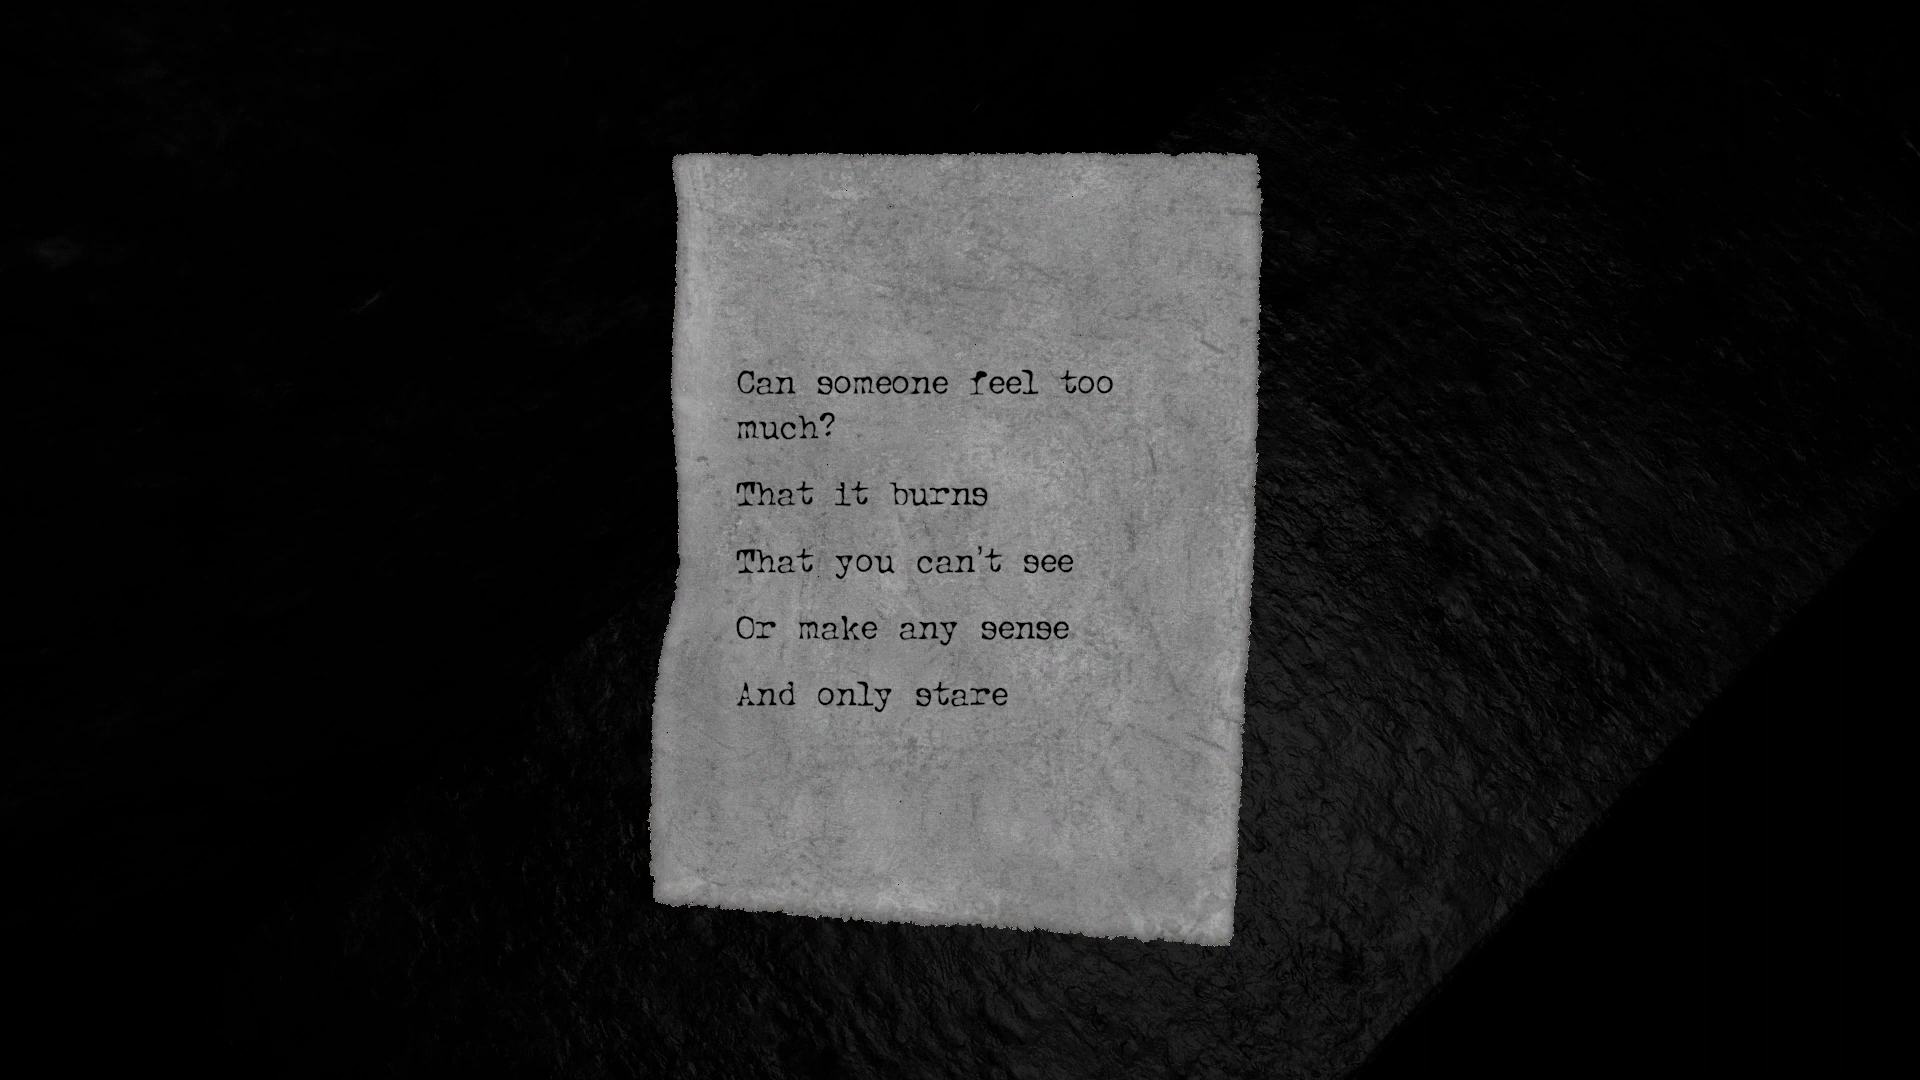 Can someone feel too
much?
That it burns
That you can't see
Or make any sense
And only stare